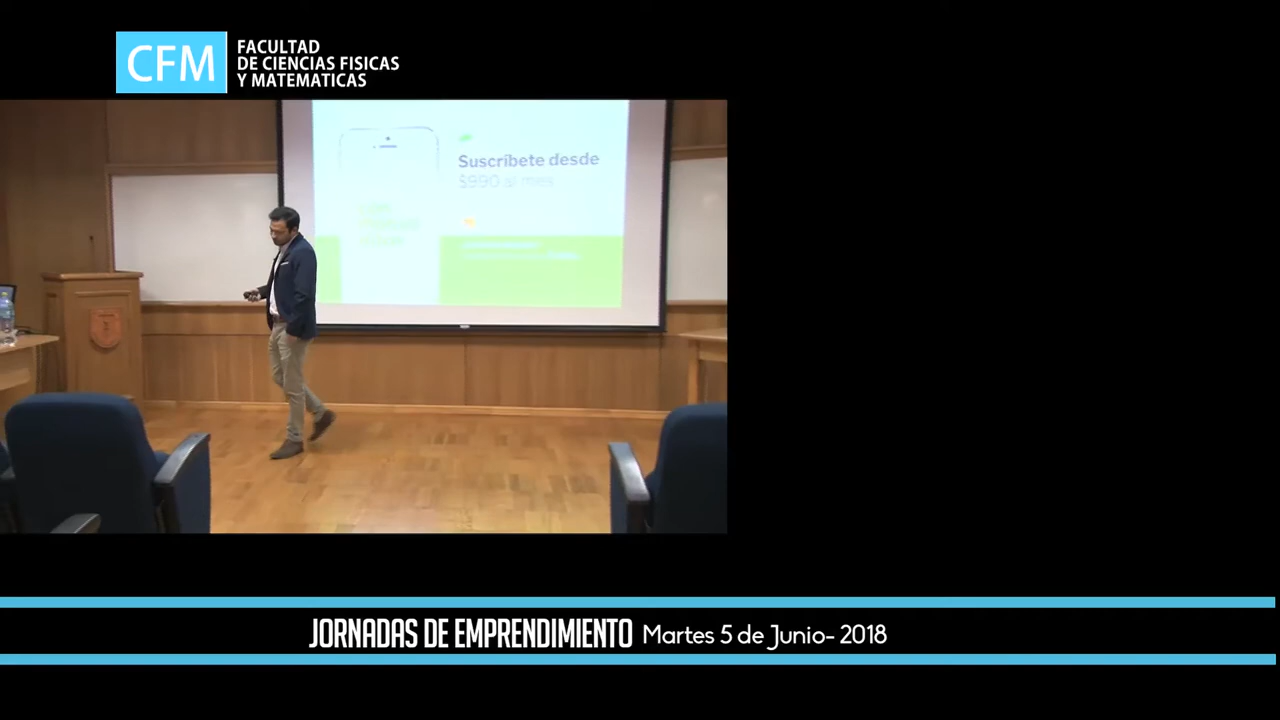 CFM
FACULTAD
DE CIENCIAS FISICAS
Y MATEMATICAS
Suscríbete desde
$990 al mes
JORNADAS DE EMPRENDIMIENTO Martes 5 de Junio- 2018